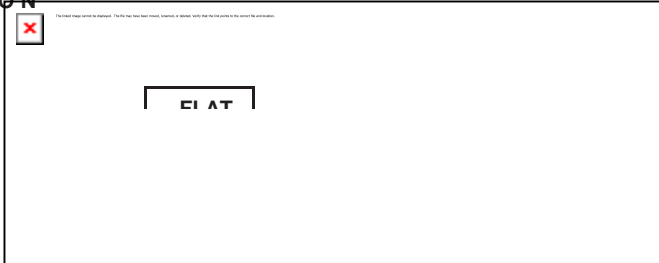 ON
The linked image cannot be displayed. The file may have been moved, renamed, or deleted. Verify that the link points to the correct file and location.
FLAT